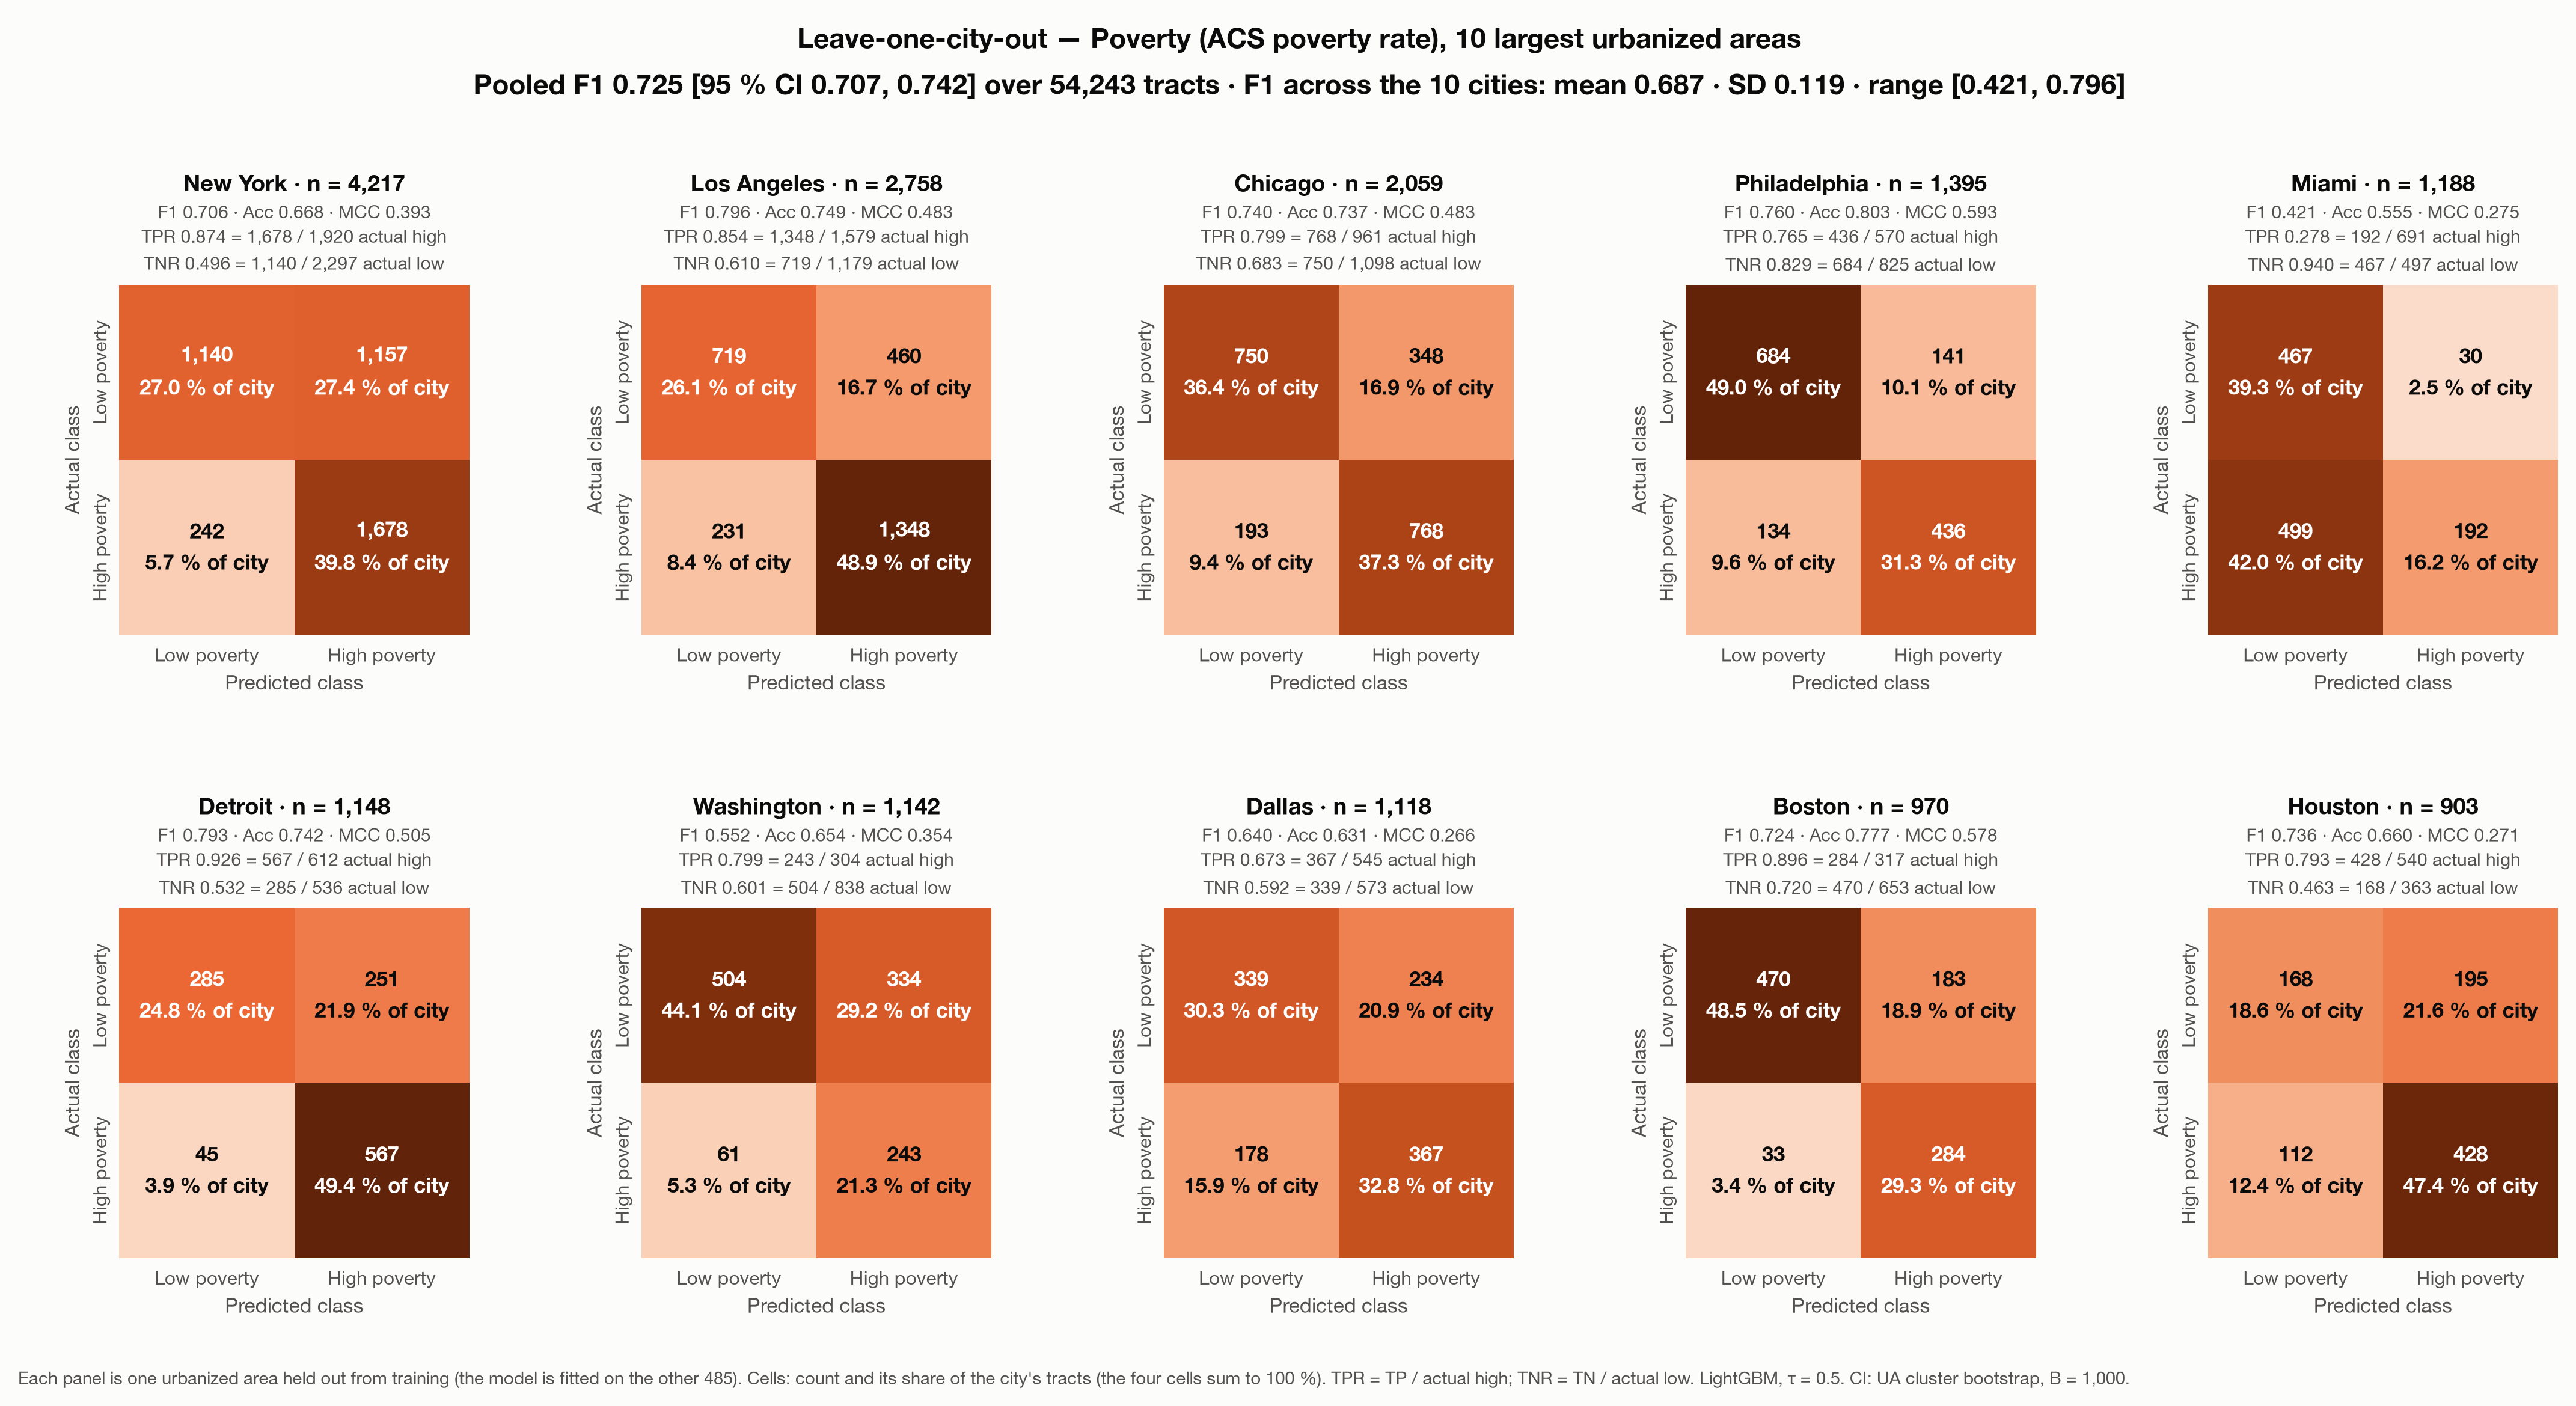 Leave-one-city-out — Poverty (ACS poverty rate), 10 largest urbanized areas
Pooled F1 0.725 [95 % CI 0.707, 0.742] over 54,243 tracts · F1 across the 10 cities: mean 0.687 · SD 0.119 · range [0.421, 0.796]
New York · n = 4,217
F1 0.706 · Acc 0.668 · MCC 0.393
TPR 0.874 = 1,678 / 1,920 actual high
TNR 0.496 = 1,140 / 2,297 actual low
Actual class
Low poverty
High poverty
1,140
27.0 % of city
1,157
27.4 % of city
242
5.7 % of city
1,678
39.8 % of city
Low poverty
High poverty
Predicted class
Los Angeles · n = 2,758
F1 0.796 · Acc 0.749 · MCC 0.483
TPR 0.854 = 1,348 / 1,579 actual high
TNR 0.610 = 719 / 1,179 actual low
Actual class
Low poverty
High poverty
719
26.1 % of city
460
16.7 % of city
231
8.4 % of city
1,348
48.9 % of city
Low poverty
High poverty
Predicted class
Chicago · n = 2,059
F1 0.740 · Acc 0.737 · MCC 0.483
TPR 0.799 = 768 / 961 actual high
TNR 0.683 = 750 / 1,098 actual low
Actual class
Low poverty
High poverty
750
36.4 % of city
348
16.9 % of city
193
9.4 % of city
768
37.3 % of city
Low poverty
High poverty
Predicted class
Philadelphia · n = 1,395
F1 0.760 · Acc 0.803 · MCC 0.593
TPR 0.765 = 436 / 570 actual high
TNR 0.829 = 684 / 825 actual low
Actual class
Low poverty
High poverty
684
49.0 % of city
141
10.1 % of city
134
9.6 % of city
436
31.3 % of city
Low poverty
High poverty
Predicted class
Miami · n = 1,188
F1 0.421 · Acc 0.555 · MCC 0.275
TPR 0.278 = 192 / 691 actual high
TNR 0.940 = 467 / 497 actual low
Actual class
Low poverty
High poverty
467
39.3 % of city
30
2.5 % of city
499
42.0 % of city
192
16.2 % of city
Low poverty
High poverty
Predicted class
Detroit · n = 1,148
F1 0.793 · Acc 0.742 · MCC 0.505
TPR 0.926 = 567 / 612 actual high
TNR 0.532 = 285 / 536 actual low
Actual class
Low poverty
High poverty
285
24.8 % of city
251
21.9 % of city
45
3.9 % of city
567
49.4 % of city
Low poverty
High poverty
Predicted class
Washington · n = 1,142
F1 0.552 · Acc 0.654 · MCC 0.354
TPR 0.799 = 243 / 304 actual high
TNR 0.601 = 504 / 838 actual low
Actual class
Low poverty
High poverty
504
44.1 % of city
334
29.2 % of city
61
5.3 % of city
243
21.3 % of city
Low poverty
High poverty
Predicted class
Dallas · n = 1,118
F1 0.640 · Acc 0.631 · MCC 0.266
TPR 0.673 = 367 / 545 actual high
TNR 0.592 = 339 / 573 actual low
Actual class
Low poverty
High poverty
339
30.3 % of city
234
20.9 % of city
178
15.9 % of city
367
32.8 % of city
Low poverty
High poverty
Predicted class
Boston · n = 970
F1 0.724 · Acc 0.777 · MCC 0.578
TPR 0.896 = 284 / 317 actual high
TNR 0.720 = 470 / 653 actual low
Actual class
Low poverty
High poverty
470
48.5 % of city
183
18.9 % of city
33
3.4 % of city
284
29.3 % of city
Low poverty
High poverty
Predicted class
Houston · n = 903
F1 0.736 · Acc 0.660 · MCC 0.271
TPR 0.793 = 428 / 540 actual high
TNR 0.463 = 168 / 363 actual low
Actual class
Low poverty
High poverty
168
18.6 % of city
195
21.6 % of city
112
12.4 % of city
428
47.4 % of city
Low poverty
High poverty
Predicted class
Each panel is one urbanized area held out from training (the model is fitted on the other 485). Cells: count and its share of the city's tracts (the four cells sum to 100 %). TPR = TP / actual high; TNR = TN / actual low. LightGBM, τ = 0.5. CI: UA cluster bootstrap, B = 1,000.